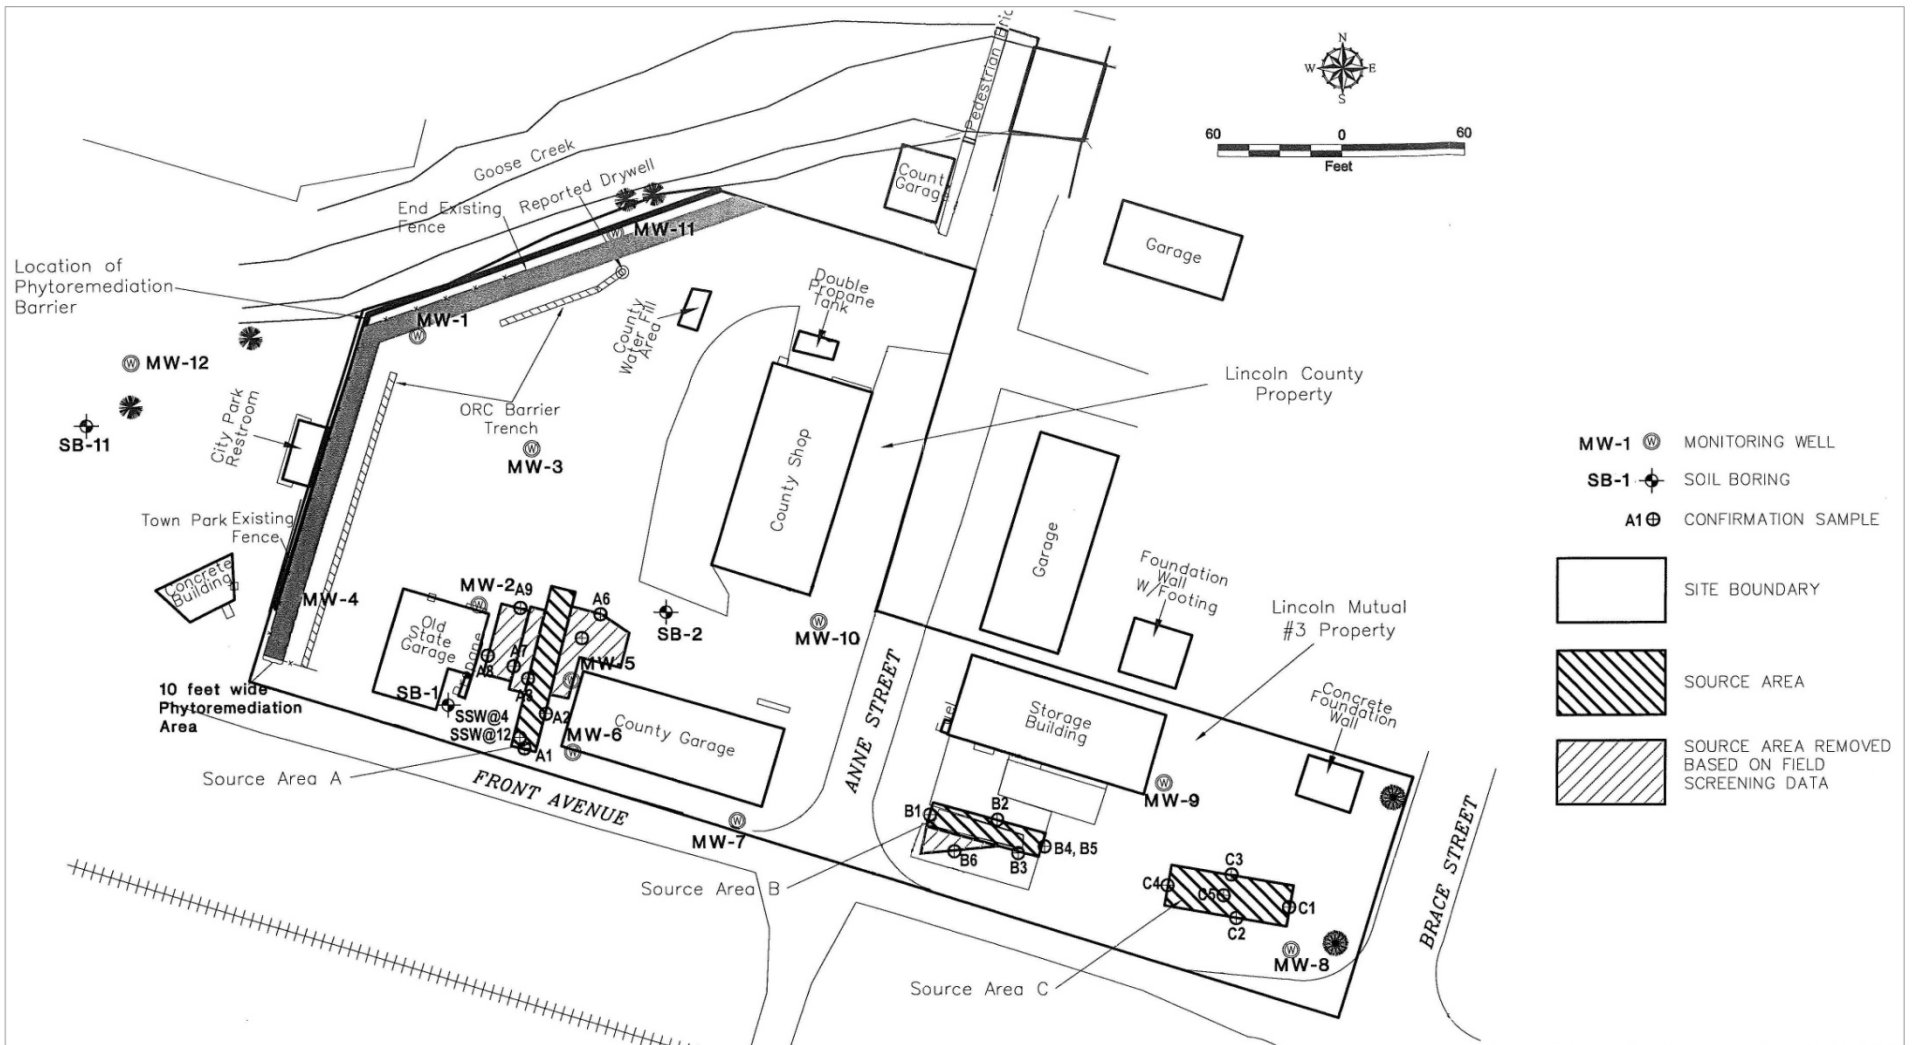 Pedestrian Bric
N
W
E
S
60
0
60
Feet
Goose Creek
Reported Drywell
End Existing
Fence
MW-11
Count
Garag
Garage
Location of
Phytoremediation
Barrier
MW-1
MW-12
SB-11
City Park
Restroom
ORC Barrier
Trench
MW-3
County
Water Fill
Area
Double
Propane
Tank
County Shop
Lincoln County
Property
Garage
Foundation
Wall
W/Footing
Lincoln Mutual
#3 Property
Town Park
Existing
Fence
Concrete
Building
MW-4
10 feet wide
Phytoremediation
Area
Old
State
Garage
MW-2
A9
A6
A7
A8
A3
A2
A1
MW-5
SB-1
SSW@4
SSW@12
MW-6
SB-2
MW-10
County Garage
Source Area A
FRONT AVENUE
MW-7
ANNE STREET
Fuel
Storage
Building
MW-9
Concrete
Foundation
Wall
B1
B2
B4, B5
B3
B6
Source Area B
C3
C4
C5
C1
C2
MW-8
Source Area C
BRACE STREET
MW-1 W MONITORING WELL
SB-1 SOIL BORING
A1 CONFIRMATION SAMPLE
SITE BOUNDARY
SOURCE AREA
SOURCE AREA REMOVED
BASED ON FIELD
SCREENING DATA